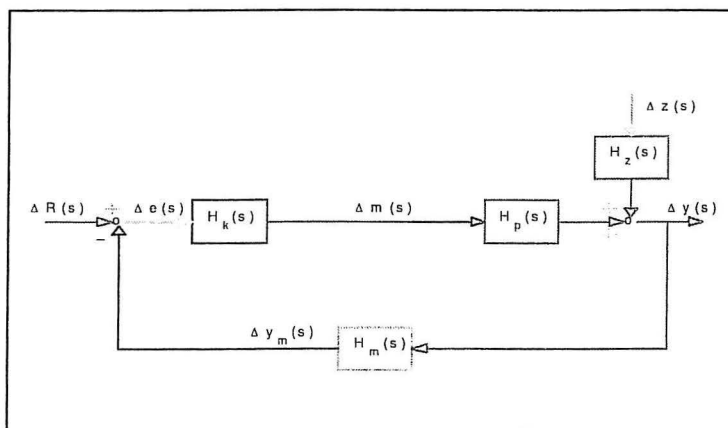 Δ z(s)
H_z(s)
Δ R(s)
+
Δ e(s)
H_k(s)
Δ m(s)
H_p(s)
+
+
Δ y(s)
−
Δ y_m(s)
H_m(s)